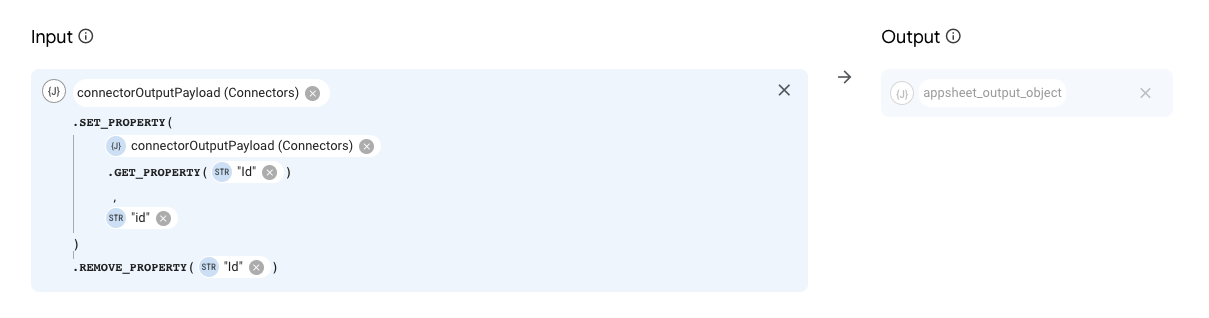 Input
Output
{J} connectorOutputPayload (Connectors)
{J} appsheet_output_object
.SET_PROPERTY(
{J} connectorOutputPayload (Connectors)
.GET_PROPERTY( STR "Id" )
,
STR "id"
)
.REMOVE_PROPERTY( STR "Id" )